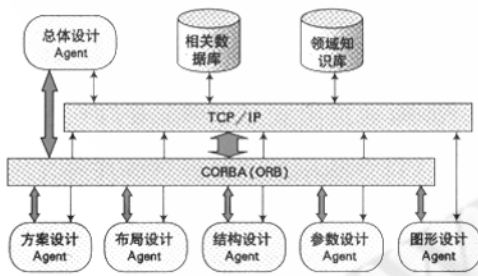 总体设计
Agent
相关数
据库
领域知
识库
TCP/IP
CORBA(ORB)
方案设计
Agent
布局设计
Agent
结构设计
Agent
参数设计
Agent
图形设计
Agent